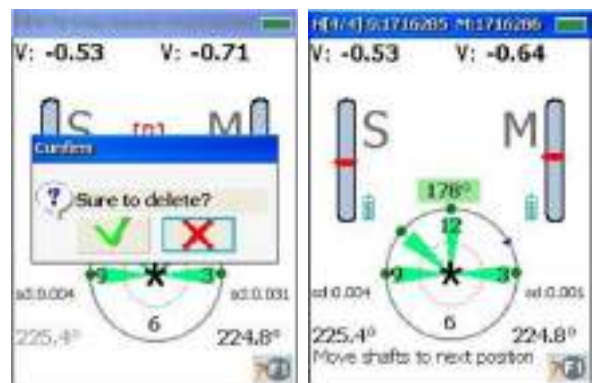 V: -0.53 V: -0.71
S M
Confirm
Sure to delete?
9 3
6
sd:0.004 sd:0.031
225.4° 224.8°
H[4/4] S:1716285 M:1716286
V: -0.53 V: -0.64
S M
178°
12
9 3
6
sd:0.004 sd:0.001
225.4° 224.8°
Move shafts to next position